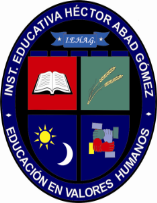 INST. EDUCATIVA HÉCTOR ABAD GÓMEZ
I.E.H.A.G.
EDUCACIÓN EN VALORES HUMANOS